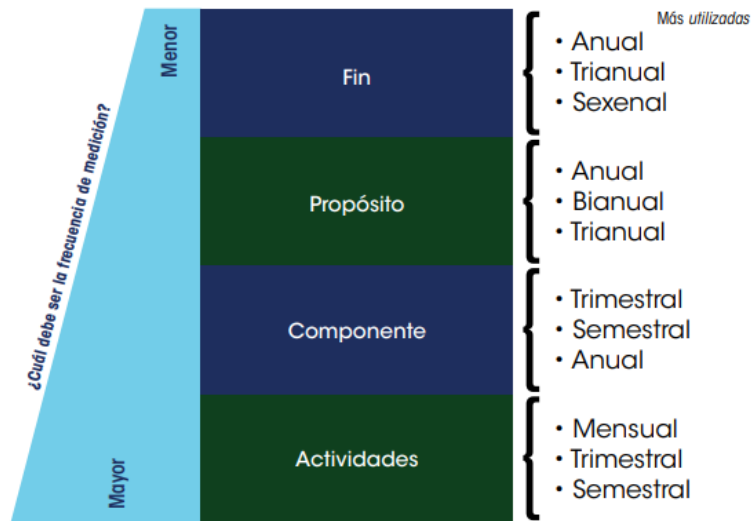 Más utilizadas
¿Cuál debe ser la frecuencia de medición?
Menor
Fin
• Anual
• Trianual
• Sexenal
Propósito
• Anual
• Bianual
• Trianual
Componente
• Trimestral
• Semestral
• Anual
Mayor
Actividades
• Mensual
• Trimestral
• Semestral